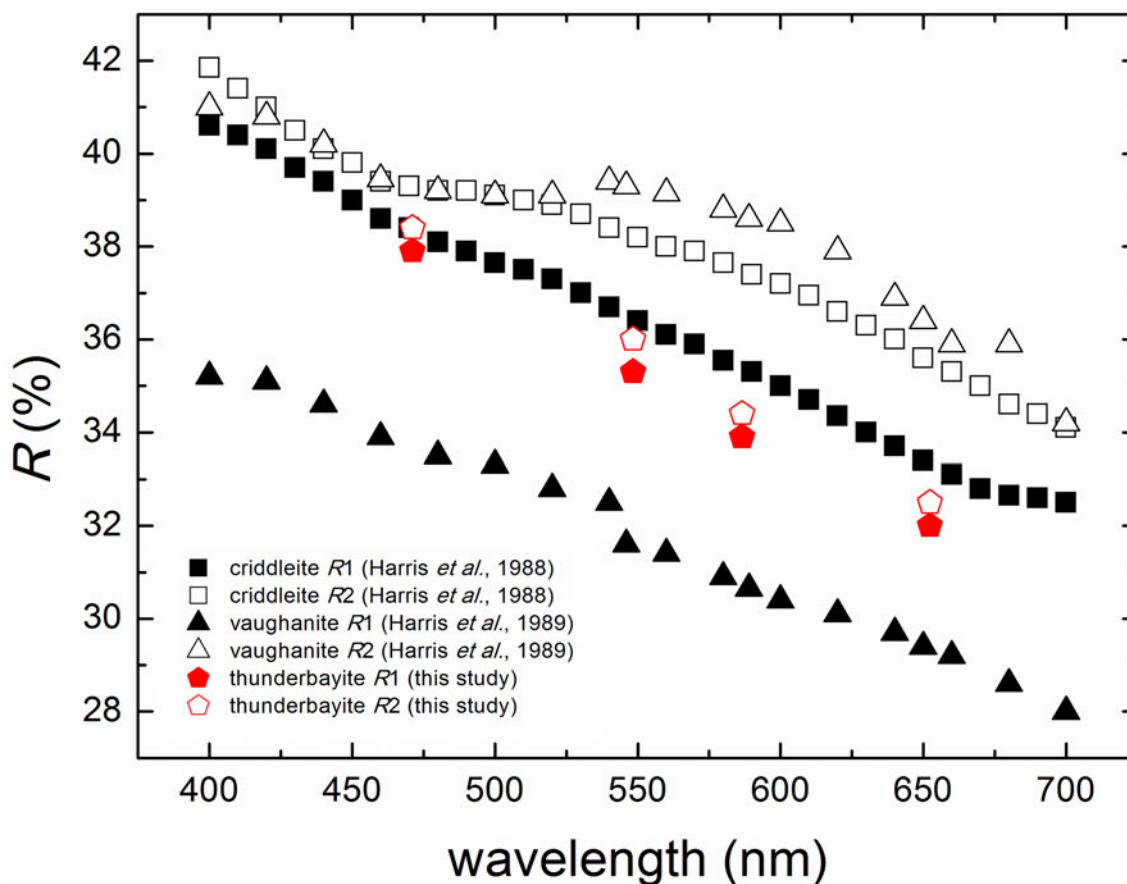 R (%)
42
40
38
36
34
32
30
28
criddleite R1 (Harris et al., 1988)
criddleite R2 (Harris et al., 1988)
vaughanite R1 (Harris et al., 1989)
vaughanite R2 (Harris et al., 1989)
thunderbayite R1 (this study)
thunderbayite R2 (this study)
400 450 500 550 600 650 700
wavelength (nm)